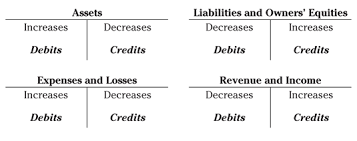 Assets Liabilities and Owners' Equities
Increases Decreases Decreases Increases
Debits Credits Debits Credits
Expenses and Losses Revenue and Income
Increases Decreases Decreases Increases
Debits Credits Debits Credits